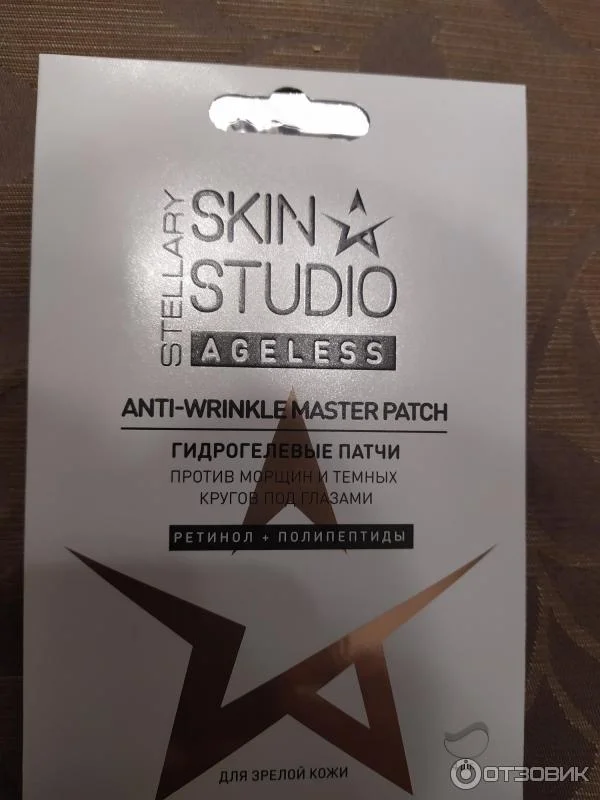 STELLARY
SKIN
STUDIO
AGELESS
ANTI-WRINKLE MASTER PATCH
ГИДРОГЕЛЕВЫЕ ПАТЧИ
ПРОТИВ МОРЩИН И ТЕМНЫХ
КРУГОВ ПОД ГЛАЗАМИ
РЕТИНОЛ + ПОЛИПЕПТИДЫ
ДЛЯ ЗРЕЛОЙ КОЖИ
ОТЗОВИК